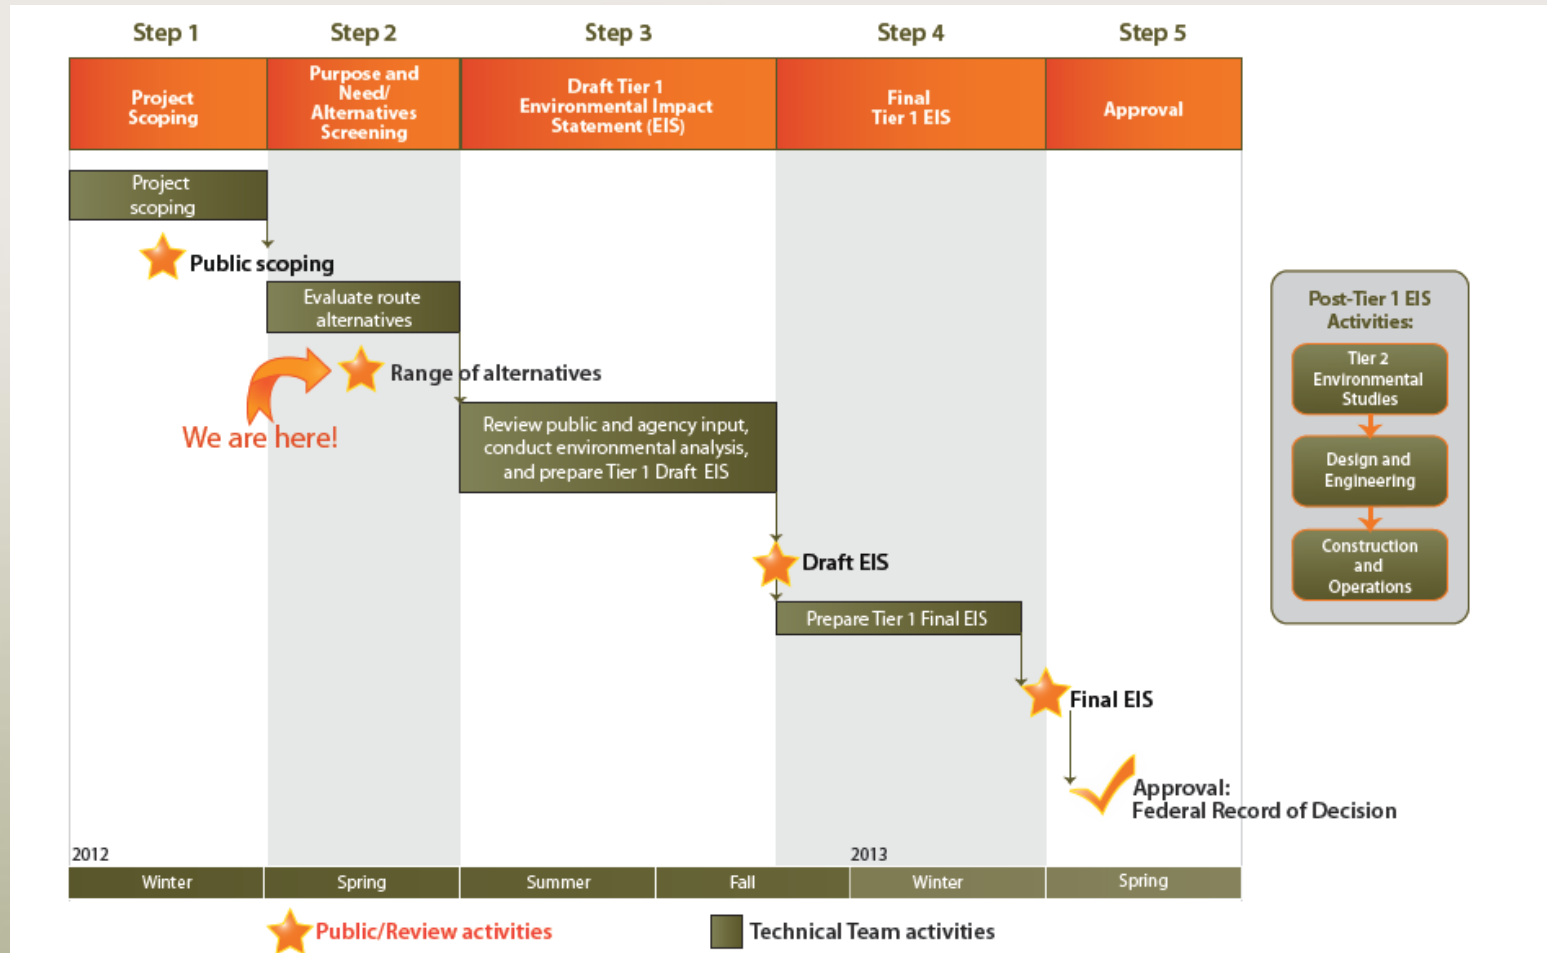 Step 1
Step 2
Step 3
Step 4
Step 5
Project
Scoping
Purpose and
Need/
Alternatives
Screening
Draft Tier 1
Environmental Impact
Statement (EIS)
Final
Tier 1 EIS
Approval
Project
scoping
Public scoping
Evaluate route
alternatives
Range of alternatives
We are here!
Review public and agency input,
conduct environmental analysis,
and prepare Tier 1 Draft EIS
Draft EIS
Prepare Tier 1 Final EIS
Final EIS
Approval:
Federal Record of Decision
Post-Tier 1 EIS
Activities:
Tier 2
Environmental
Studies
Design and
Engineering
Construction
and
Operations
2012
2013
Winter
Spring
Summer
Fall
Winter
Spring
Public/Review activities
Technical Team activities